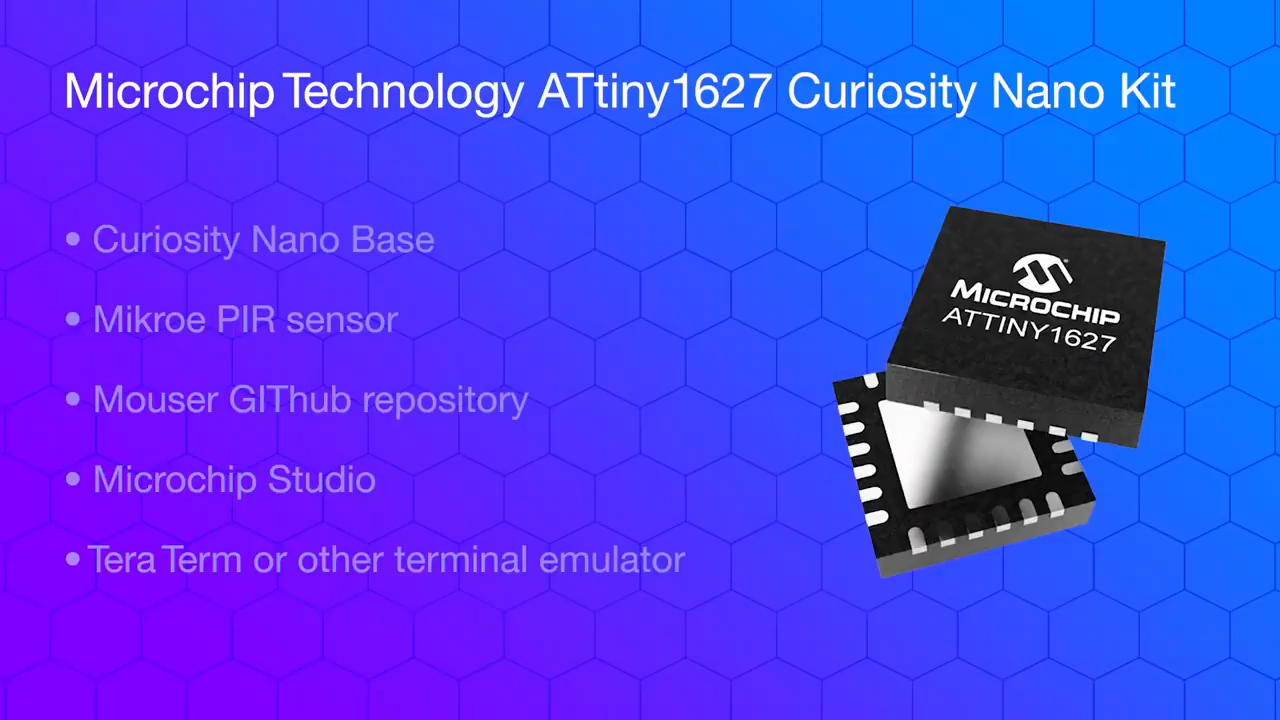 Microchip Technology ATtiny1627 Curiosity Nano Kit
• Curiosity Nano Base
• Mikroe PIR sensor
• Mouser GIThub repository
• Microchip Studio
• Tera Term or other terminal emulator
MICROCHIP
ATTINY1627